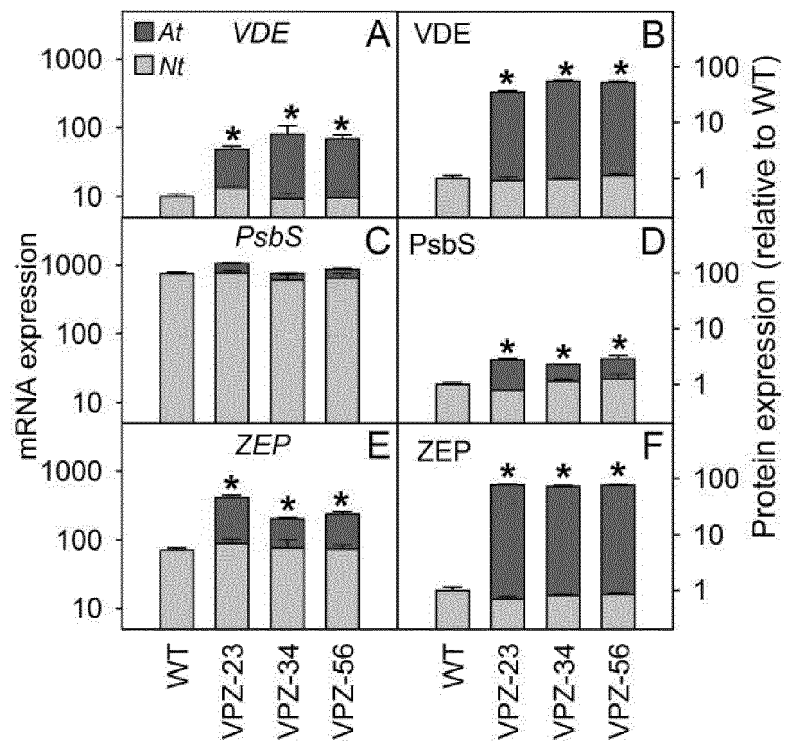 At
Nt
VDE
A
VDE
B
1000
100
10
*
*
*
*
*
*
100
10
1
PsbS
C
PsbS
D
1000
100
10
*
*
*
100
10
1
ZEP
E
ZEP
F
1000
100
10
*
*
*
*
*
*
100
10
1
mRNA expression
Protein expression (relative to WT)
WT
VPZ-23
VPZ-34
VPZ-56
WT
VPZ-23
VPZ-34
VPZ-56